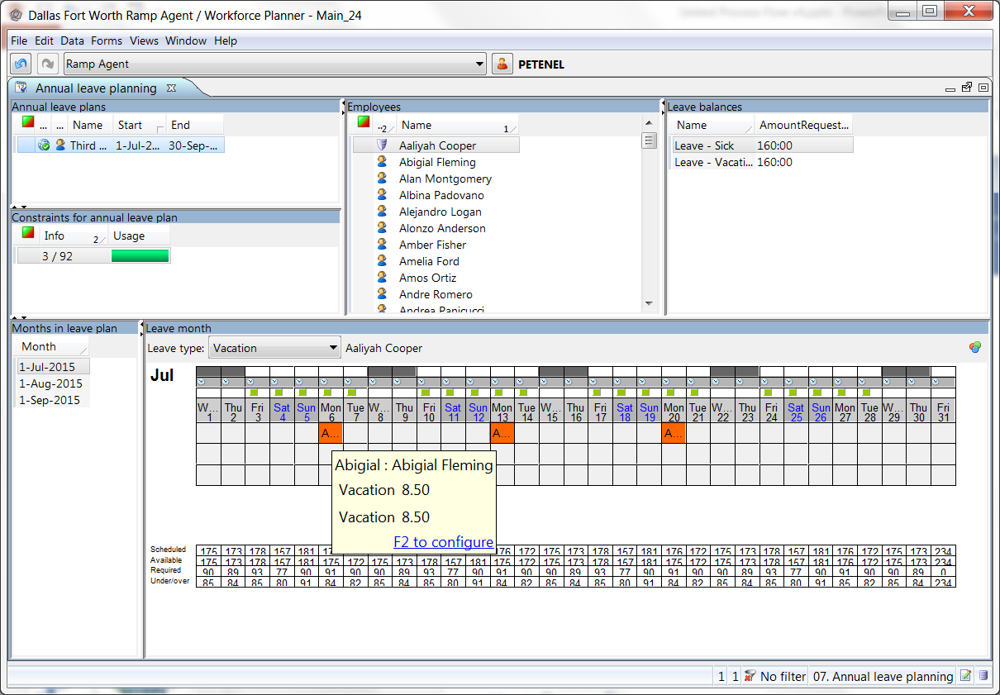 Dallas Fort Worth Ramp Agent / Workforce Planner - Main_24
File Edit Data Forms Views Window Help
Ramp Agent PETENEL
Annual leave planning
Annual leave plans
... ... Name Start End
Third ... 1-Jul-2... 30-Sep-...
Constraints for annual leave plan
Info 2 Usage
3 / 92
Employees
..2 Name 1
Aaliyah Cooper
Abigial Fleming
Alan Montgomery
Albina Padovano
Alejandro Logan
Alonzo Anderson
Amber Fisher
Amelia Ford
Amos Ortiz
Andre Romero
Andrea Panicucci
Leave balances
Name AmountRequest...
Leave - Sick 160:00
Leave - Vacati... 160:00
Months in leave plan
Month
1-Jul-2015
1-Aug-2015
1-Sep-2015
Leave month
Leave type: Vacation Aaliyah Cooper
Jul
W... Thu Fri Sat Sun Mon Tue W... Thu Fri Sat Sun Mon Tue W... Thu Fri Sat Sun Mon Tue W... Thu Fri Sat Sun Mon Tue W... Thu Fri
1 2 3 4 5 6 7 8 9 10 11 12 13 14 15 16 17 18 19 20 21 22 23 24 25 26 27 28 29 30 31
A... A... A...
Abigial : Abigial Fleming
Vacation 8.50
Vacation 8.50
F2 to configure
Scheduled 175 173 178 157 181 176 172 175 173 178 157 181 176 172 175 173 178 157 181 176 172 175 173 234
Available 175 173 178 157 181 176 172 175 173 178 157 181 176 172 175 173 178 157 181 176 172 175 173 178 157 181 176 172 175 173 234
Required 90 89 93 77 90 91 90 90 89 93 77 90 91 90 90 89 93 77 90 91 90 90 89 93 77 90 91 90 90 89 0
Under/over 85 84 85 80 91 84 82 85 84 85 80 91 84 82 85 84 85 80 91 84 82 85 84 85 80 91 84 82 85 84 234
1 1 No filter 07. Annual leave planning